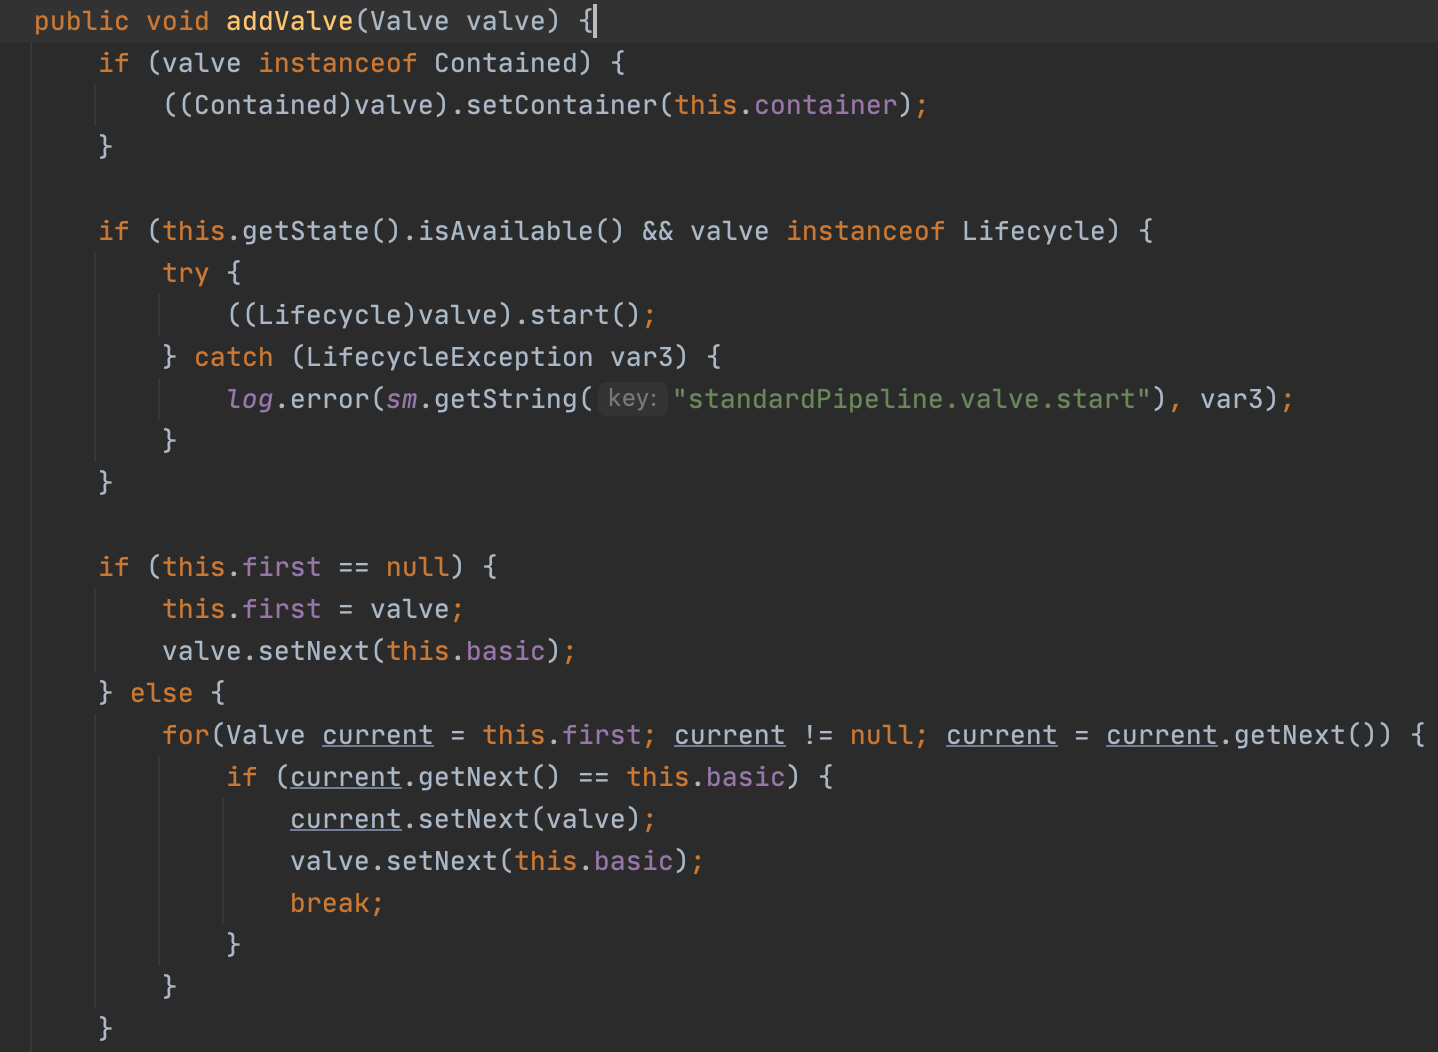 public void addValve(Valve valve) {
    if (valve instanceof Contained) {
        ((Contained)valve).setContainer(this.container);
    }

    if (this.getState().isAvailable() && valve instanceof Lifecycle) {
        try {
            ((Lifecycle)valve).start();
        } catch (LifecycleException var3) {
            log.error(sm.getString( key: "standardPipeline.valve.start"), var3);
        }
    }

    if (this.first == null) {
        this.first = valve;
        valve.setNext(this.basic);
    } else {
        for(Valve current = this.first; current != null; current = current.getNext()) {
            if (current.getNext() == this.basic) {
                current.setNext(valve);
                valve.setNext(this.basic);
                break;
            }
        }
    }